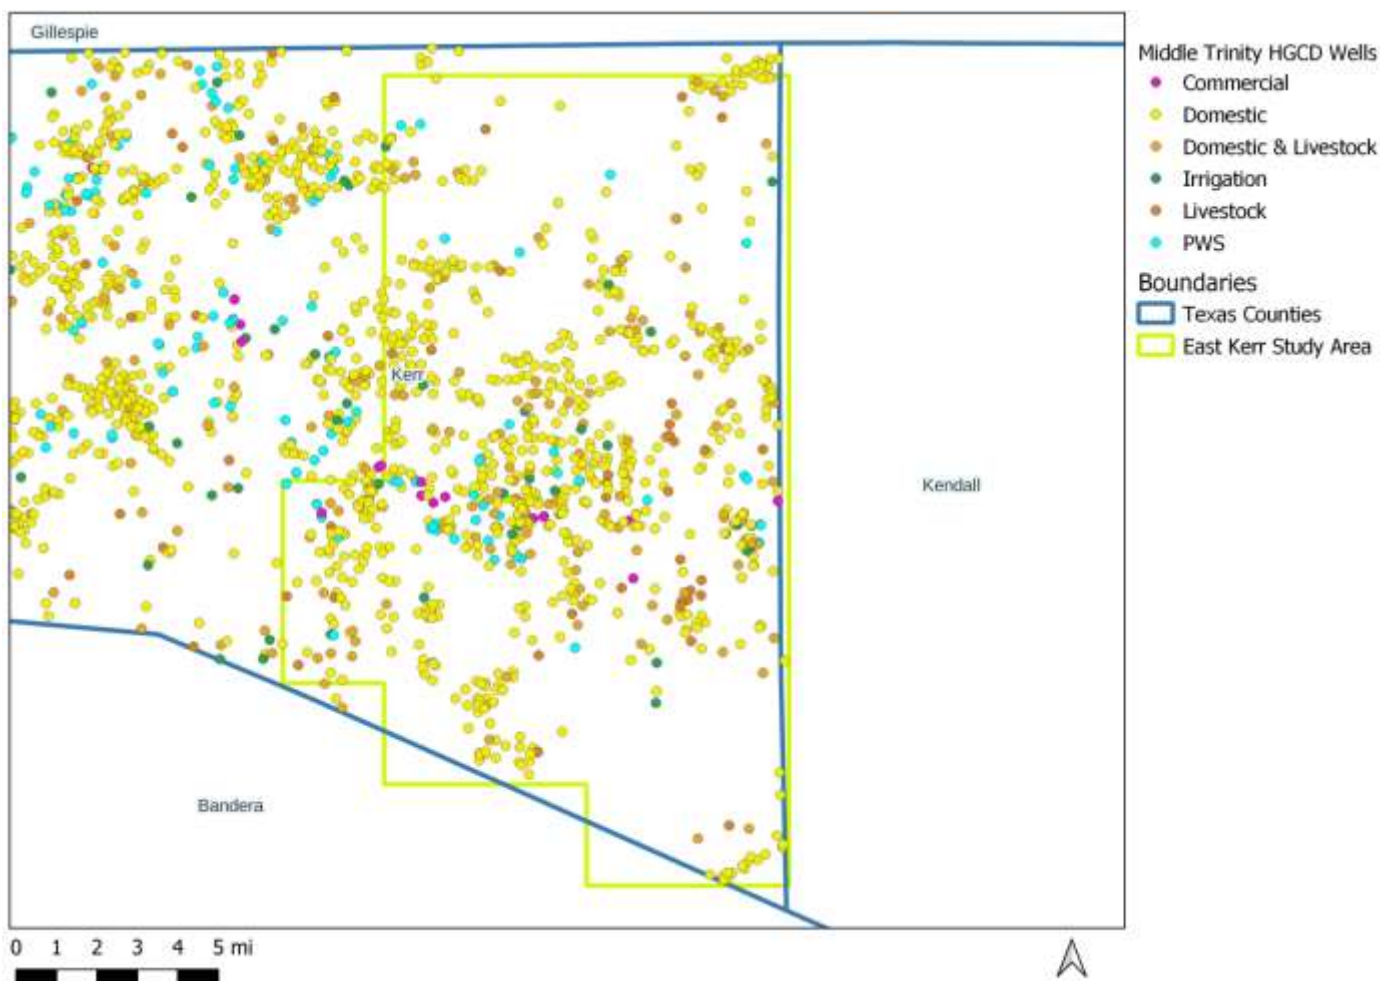 Gillespie
Middle Trinity HGCD Wells
Commercial
Domestic
Domestic & Livestock
Irrigation
Livestock
PWS
Boundaries
Texas Counties
East Kerr Study Area
Kerr
Kendall
Bandera
0 1 2 3 4 5 mi